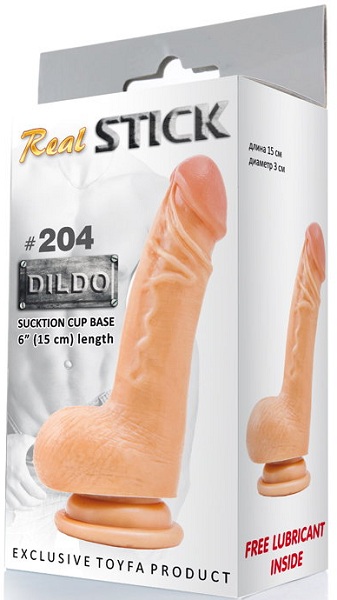 Real STICK
# 204
DILDO
SUCKTION CUP BASE
6" (15 cm) length
EXCLUSIVE TOYFA PRODUCT
длина 15 см
диаметр 3 см
FREE LUBRICANT
INSIDE